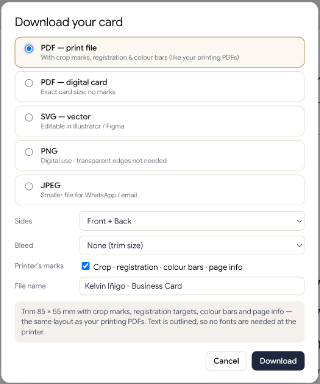 Download your card
PDF — print file
With crop marks, registration & colour bars (like your printing PDFs)
PDF — digital card
Exact card size, no marks
SVG — vector
Editable in Illustrator / Figma
PNG
Digital use · transparent edges not needed
JPEG
Smaller file for WhatsApp / email
Sides
Front + Back
Bleed
None (trim size)
Printer's marks
Crop · registration · colour bars · page info
File name
Kelvin Iñigo - Business Card
Trim 85 × 55 mm with crop marks, registration targets, colour bars and page info —
the same layout as your printing PDFs. Text is outlined, so no fonts are needed at the
printer.
Cancel
Download